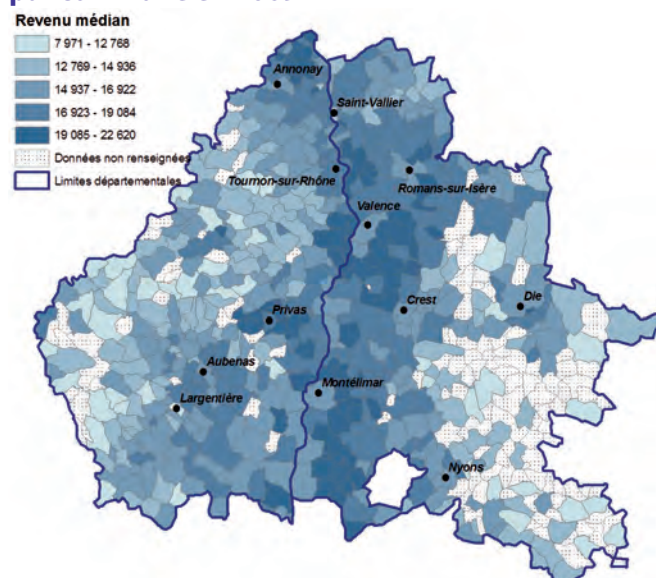 Revenu médian
7 971 - 12 768
12 769 - 14 936
14 937 - 16 922
16 923 - 19 084
19 085 - 22 620
Données non renseignées
Limites départementales
Annonay
Saint-Vallier
Tournon-sur-Rhône
Romans-sur-Isère
Valence
Privas
Crest
Die
Aubenas
Largentière
Montélimar
Nyons